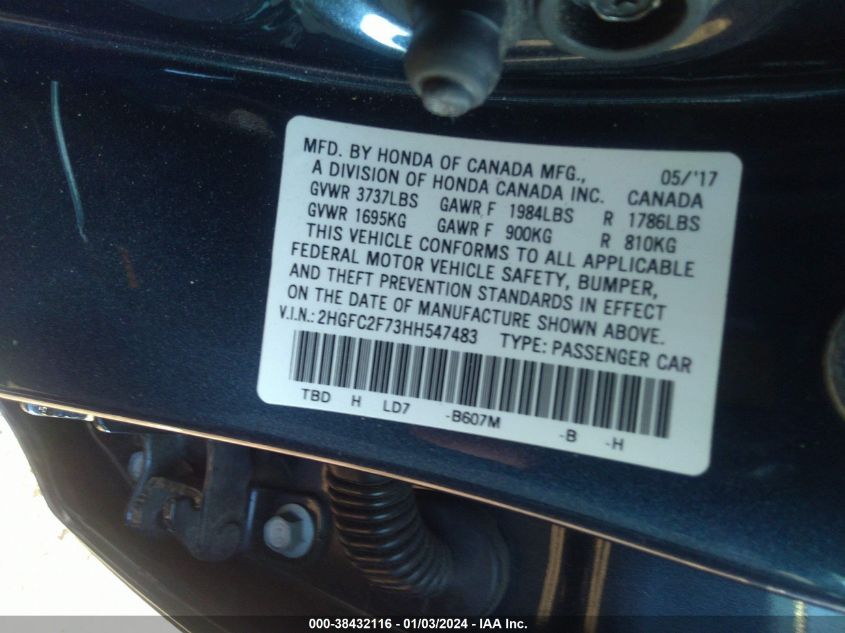 MFD. BY HONDA OF CANADA MFG., 05/'17
A DIVISION OF HONDA CANADA INC. CANADA
GVWR 3737LBS GAWR F 1984LBS R 1786LBS
GVWR 1695KG GAWR F 900KG R 810KG
THIS VEHICLE CONFORMS TO ALL APPLICABLE
FEDERAL MOTOR VEHICLE SAFETY, BUMPER,
AND THEFT PREVENTION STANDARDS IN EFFECT
ON THE DATE OF MANUFACTURE SHOWN ABOVE.
V.I.N.: 2HGFC2F73HH547483 TYPE: PASSENGER CAR
TBD H LD7 -B607M -B -H
000-38432116 - 01/03/2024 - IAA Inc.